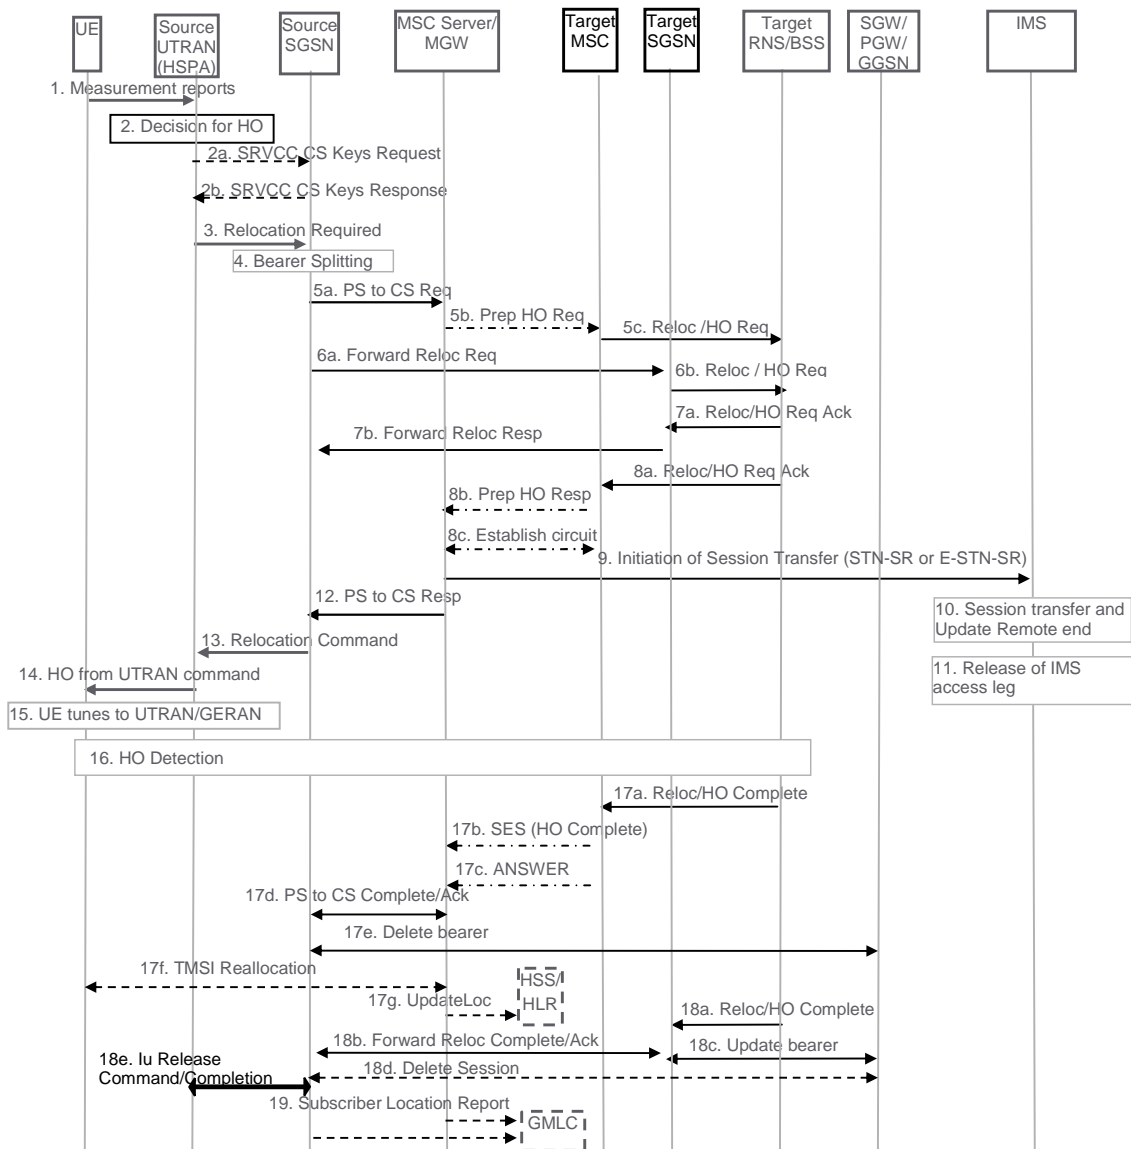 UE
Source
UTRAN
(HSPA)
Source
SGSN
MSC Server/
MGW
Target
MSC
Target
SGSN
Target
RNS/BSS
SGW/
PGW/
GGSN
IMS
1. Measurement reports
2. Decision for HO
2a. SRVCC CS Keys Request
2b. SRVCC CS Keys Response
3. Relocation Required
4. Bearer Splitting
5a. PS to CS Req
5b. Prep HO Req
5c. Reloc /HO Req
6a. Forward Reloc Req
6b. Reloc / HO Req
7a. Reloc/HO Req Ack
7b. Forward Reloc Resp
8a. Reloc/HO Req Ack
8b. Prep HO Resp
8c. Establish circuit
9. Initiation of Session Transfer (STN-SR or E-STN-SR)
12. PS to CS Resp
10. Session transfer and
Update Remote end
13. Relocation Command
11. Release of IMS
access leg
14. HO from UTRAN command
15. UE tunes to UTRAN/GERAN
16. HO Detection
17a. Reloc/HO Complete
17b. SES (HO Complete)
17c. ANSWER
17d. PS to CS Complete/Ack
17e. Delete bearer
17f. TMSI Reallocation
HSS/
HLR
17g. UpdateLoc
18a. Reloc/HO Complete
18b. Forward Reloc Complete/Ack
18c. Update bearer
18e. Iu Release
Command/Completion
18d. Delete Session
19. Subscriber Location Report
GMLC